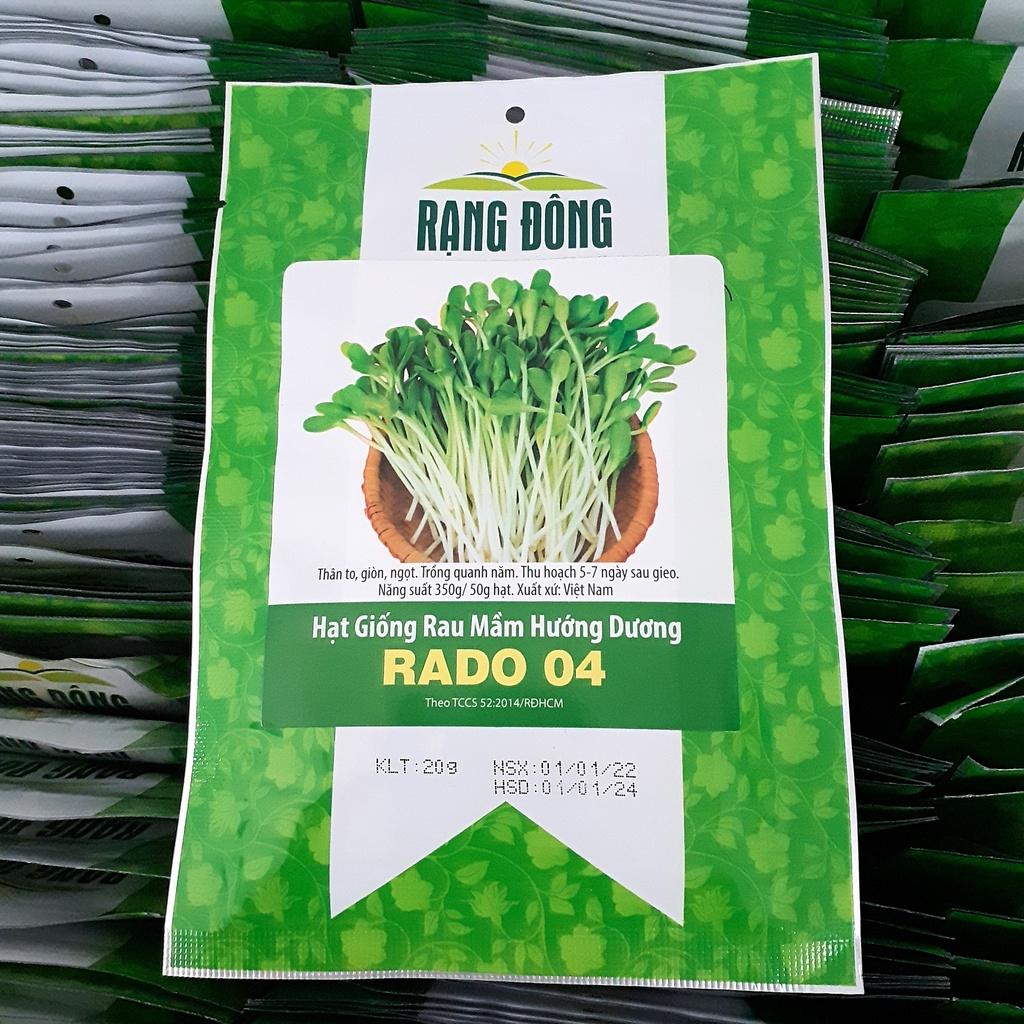 RẠNG ĐÔNG
Thân to, giòn, ngọt. Trồng quanh năm. Thu hoạch 5-7 ngày sau gieo.
Năng suất 350g/ 50g hạt. Xuất xứ: Việt Nam
Hạt Giống Rau Mầm Hướng Dương
RADO 04
Theo TCCS 52:2014/RĐHCM
KLT:20g NSX:01/01/22
HSD:01/01/24